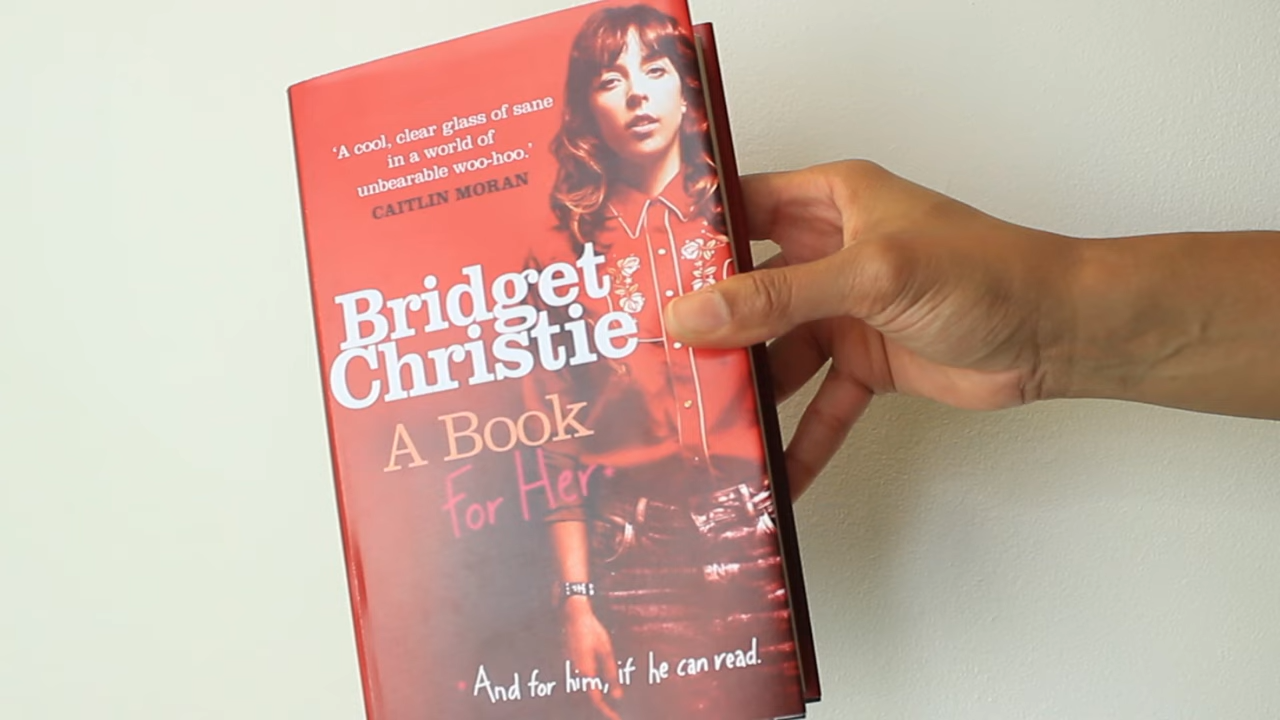 ‘A cool, clear glass of sane
in a world of
unbearable woo-hoo.’
CAITLIN MORAN
Bridget
Christie
A Book
For Her*
*And for him, if he can read.